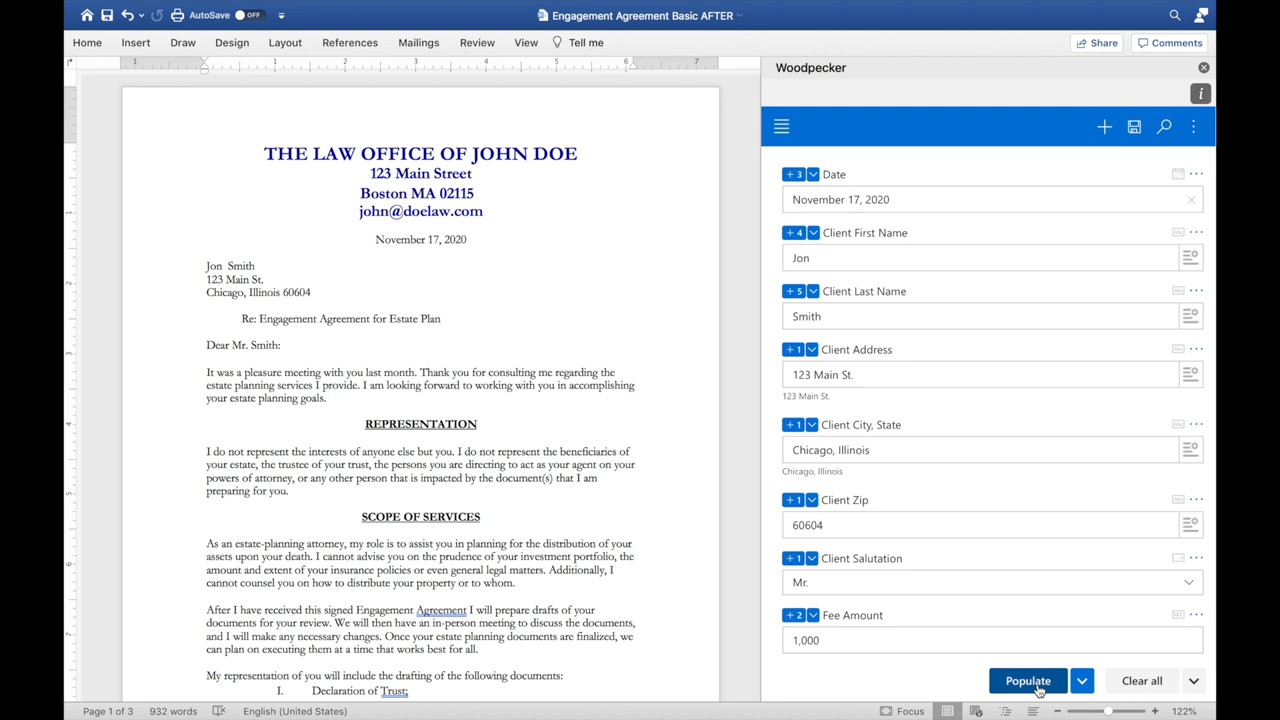 AutoSave OFF
Engagement Agreement Basic AFTER
Home Insert Draw Design Layout References Mailings Review View Tell me
Share Comments
1 1 2 3 4 5 6 7
THE LAW OFFICE OF JOHN DOE
123 Main Street
Boston MA 02115
john@doelaw.com
November 17, 2020
Jon Smith
123 Main St.
Chicago, Illinois 60604
Re: Engagement Agreement for Estate Plan
Dear Mr. Smith:
It was a pleasure meeting with you last month. Thank you for consulting me regarding the
estate planning services I provide. I am looking forward to working with you in accomplishing
your estate planning goals.
REPRESENTATION
I do not represent the interests of anyone else but you. I do not represent the beneficiaries of
your estate, the trustee of your trust, the persons you are directing to act as your agent on your
powers of attorney, or any other person that is impacted by the document(s) that I am
preparing for you.
SCOPE OF SERVICES
As an estate-planning attorney, my role is to assist you in planning for the distribution of your
assets upon your death. I cannot advise you on the prudence of your investment portfolio, the
amount and extent of your insurance policies or even general legal matters. Additionally, I
cannot counsel you on how to distribute your property or to whom.
After I have received this signed Engagement Agreement I will prepare drafts of your
documents for your review. We will then have an in-person meeting to discuss the documents,
and I will make any necessary changes. Once your estate planning documents are finalized, we
can plan on executing them at a time that works best for all.
My representation of you will include the drafting of the following documents:
I. Declaration of Trust;
Woodpecker
i
+ 3 Date
November 17, 2020
+ 4 Client First Name
Jon
+ 5 Client Last Name
Smith
+ 1 Client Address
123 Main St.
123 Main St.
+ 1 Client City, State
Chicago, Illinois
Chicago, Illinois
+ 1 Client Zip
60604
+ 1 Client Salutation
Mr.
+ 2 Fee Amount
1,000
Populate Clear all
Page 1 of 3 932 words English (United States) Focus 122%